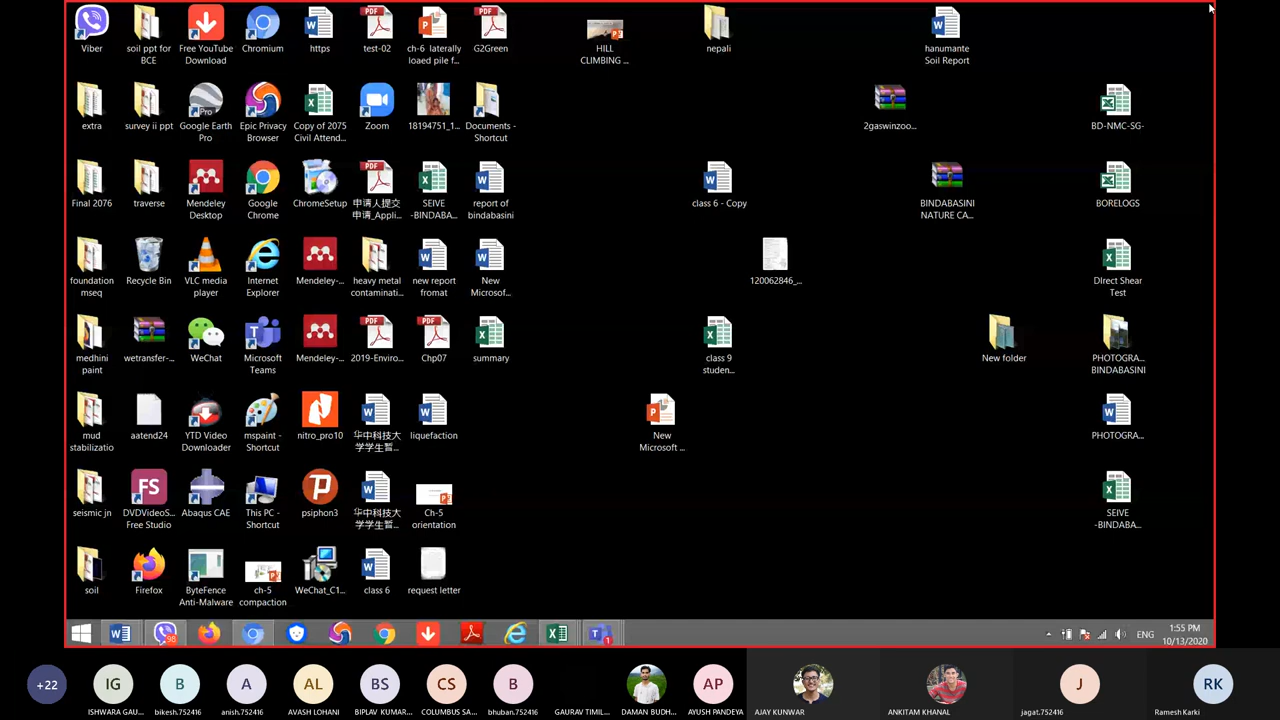 Viber
soil ppt for
BCE
Free YouTube
Download
Chromium
https
test-02
ch-6 laterally
loaed pile f...
G2Green
HILL
CLIMBING ...
nepali
hanumante
Soil Report
extra
survey ii ppt
Google Earth
Pro
Epic Privacy
Browser
Copy of 2075
Civil Attend...
Zoom
18194751_1...
Documents -
Shortcut
2gaswinzoo...
BD-NMC-SG-
Final 2076
traverse
Mendeley
Desktop
Google
Chrome
ChromeSetup
申请人提交
申请_Appli...
SEIVE
-BINDABA...
report of
bindabasini
class 6 - Copy
BINDABASINI
NATURE CA...
BORELOGS
foundation
mseq
Recycle Bin
VLC media
player
Internet
Explorer
Mendeley-...
heavy metal
contaminati...
new report
fromat
New
Microsof...
120062846_...
DIrect Shear
Test
medhini
paint
wetransfer-...
WeChat
Microsoft
Teams
Mendeley-...
2019-Enviro...
Chp07
summary
class 9
studen...
New folder
PHOTOGRA...
BINDABASINI
mud
stabilizatio
aatend24
YTD Video
Downloader
mspaint -
Shortcut
nitro_pro10
华中科技大
学学生暂...
liquefaction
New
Microsoft ...
PHOTOGRA...
seismic jn
DVDVideoS...
Free Studio
Abaqus CAE
This PC -
Shortcut
psiphon3
华中科技大
学学生暂...
Ch-5
orientation
SEIVE
-BINDABA...
soil
Firefox
ByteFence
Anti-Malware
ch-5
compaction
WeChat_C1...
class 6
request letter
98
1
ENG
1:55 PM
10/13/2020
+22
IG
B
A
AL
BS
CS
B
AP
J
RK
ISHWARA GAU...
bikesh.752416
anish.752416
AVASH LOHANI
BIPLAV KUMAR...
COLUMBUS SA...
bhuban.752416
GAURAV TIMIL...
DAMAN BUDH...
AYUSH PANDEYA
AJAY KUNWAR
ANKITAM KHANAL
jagat.752416
Ramesh Karki